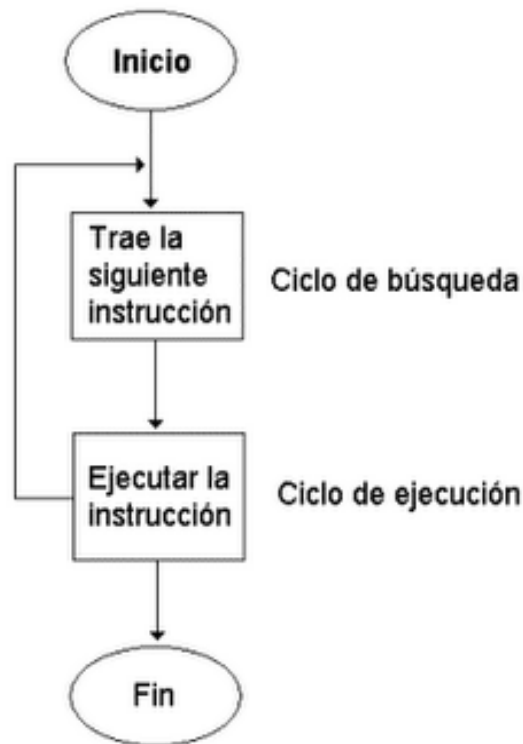 Inicio
Trae la
siguiente
instrucción
Ciclo de búsqueda
Ejecutar la
instrucción
Ciclo de ejecución
Fin